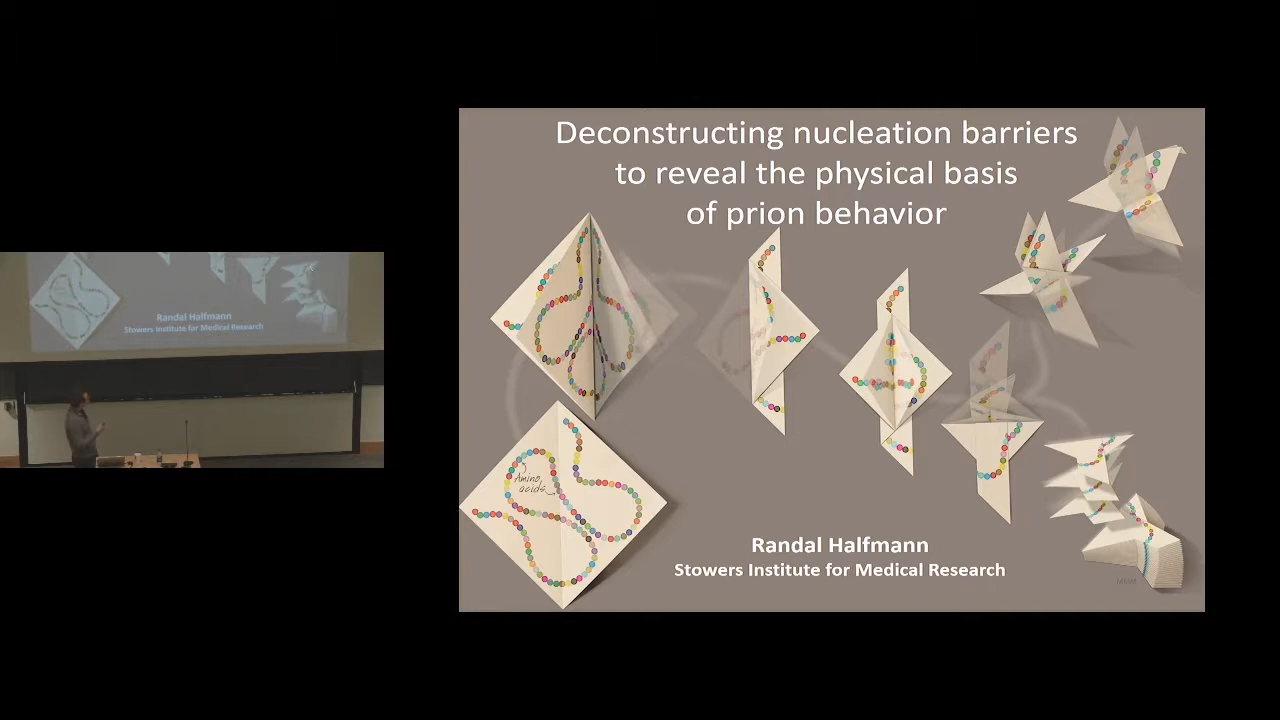 Deconstructing nucleation barriers
to reveal the physical basis
of prion behavior
Amino
acids
Randal Halfmann
Stowers Institute for Medical Research
Randal Halfmann
Stowers Institute for Medical Research